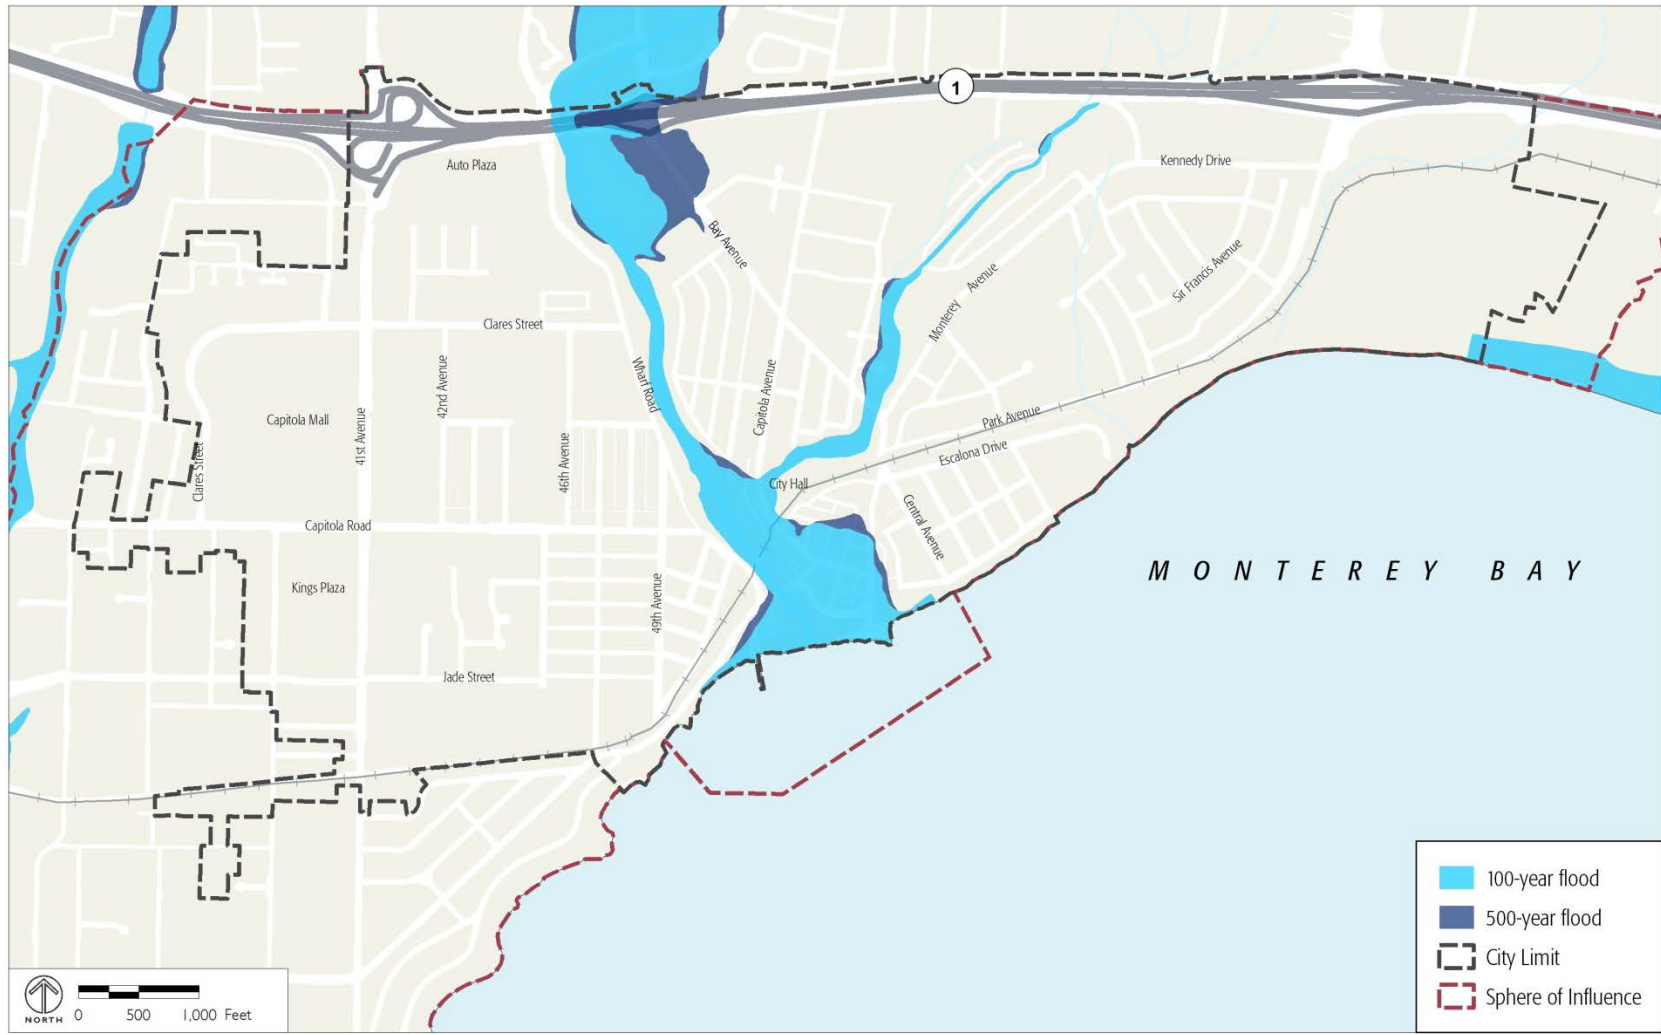 1
Auto Plaza
Kennedy Drive
Bay Avenue
Sir Francis Avenue
Monterey Avenue
Clares Street
Wharf Road
42nd Avenue
Capitola Avenue
Capitola Mall
41st Avenue
Park Avenue
Escalona Drive
Clares Street
46th Avenue
City Hall
Central Avenue
Capitola Road
MONTEREY BAY
Kings Plaza
49th Avenue
Jade Street
100-year flood
500-year flood
City Limit
Sphere of Influence
NORTH
0 500 1,000 Feet